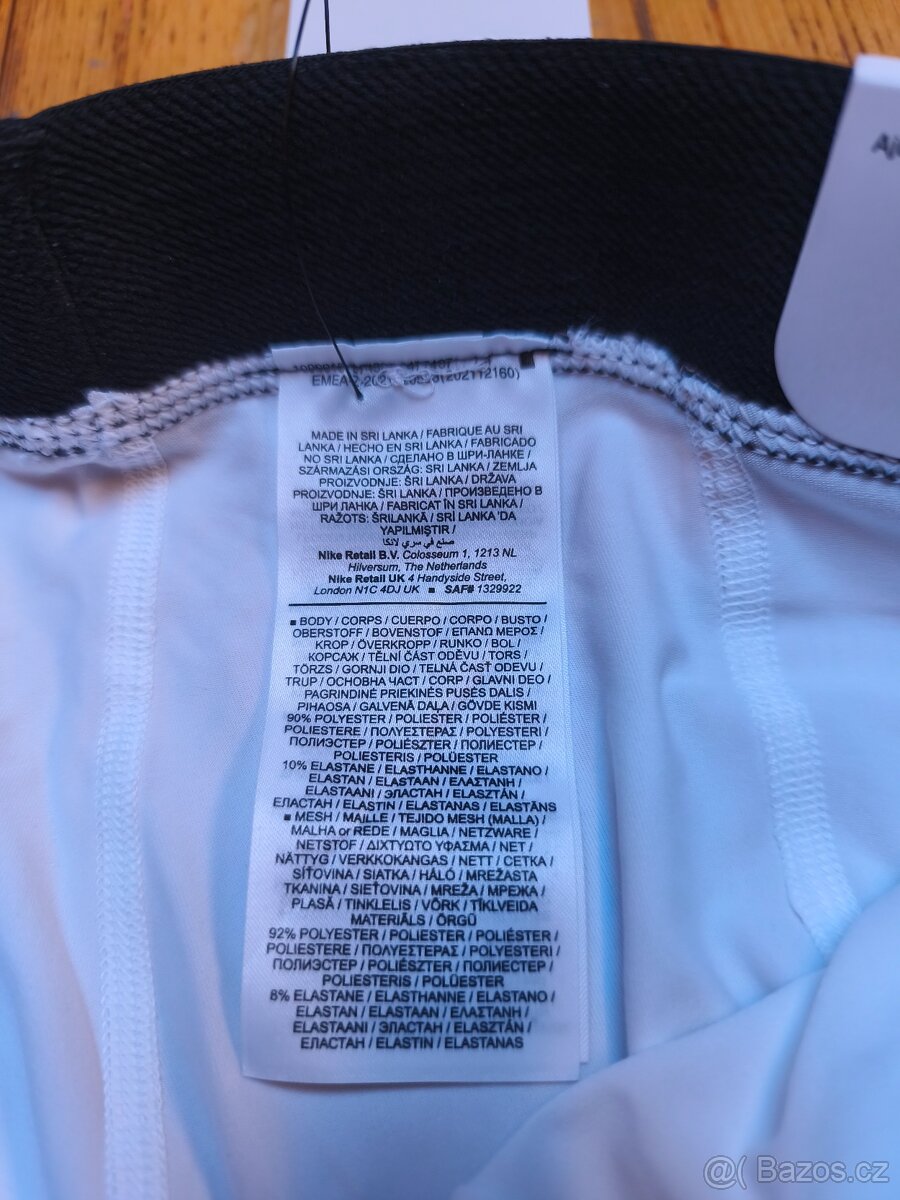 EMEA
(202112160)
MADE IN SRI LANKA / FABRIQUE AU SRI
LANKA / HECHO EN SRI LANKA / FABRICADO
NO SRI LANKA / СДЕЛАНО В ШРИ-ЛАНКЕ /
SZÁRMAZÁSI ORSZÁG: SRI LANKA / ZEMLJA
PROIZVODNJE: ŠRI LANKA / DRŽAVA
PROIZVODNJE: ŠRI LANKA / ПРОИЗВЕДЕНО В
ШРИ ЛАНКА / FABRICAT ÎN SRI LANKA /
RAŽOTS: ŠRILANKĀ / SRİ LANKA 'DA
YAPILMIŞTIR /
صنع في سري لانكا
Nike Retail B.V. Colosseum 1, 1213 NL
Hilversum, The Netherlands
Nike Retail UK 4 Handyside Street,
London N1C 4DJ UK ■ SAF# 1329922
■ BODY / CORPS / CUERPO / CORPO / BUSTO /
OBERSTOFF / BOVENSTOF / ΕΠΑΝΩ ΜΕΡΟΣ /
KROP / ÖVERKROPP / RUNKO / BOL /
КОРСАЖ / TĚLNÍ ČÁST ODĚVU / TORS /
TÖRZS / GORNJI DIO / TELNÁ ČASŤ ODEVU /
TRUP / ОСНОВНА ЧАСТ / CORP / GLAVNI DEO /
PAGRINDINĖ PRIEKINĖS PUSĖS DALIS /
PIHAOSA / GALVENĀ DAĻA / GÖVDE KISMI
90% POLYESTER / POLIESTER / POLIÉSTER /
POLIESTERE / ΠΟΛΥΕΣΤΕΡΑΣ / POLYESTERI /
ПОЛИЭСТЕР / POLIÉSZTER / ПОЛИЕСТЕР /
POLIESTERIS / POLÜESTER
10% ELASTANE / ELASTHANNE / ELASTANO /
ELASTAN / ELASTAAN / ΕΛΑΣΤΑΝΗ /
ELASTAANI / ЭЛАСТАН / ELASZTÁN /
ЕЛАСТАН / ELASTIN / ELASTANAS / ELASTĀNS
■ MESH / MAILLE / TEJIDO MESH (MALLA) /
MALHA or REDE / MAGLIA / NETZWARE /
NETSTOF / ΔΙΧΤΥΩΤΟ ΥΦΑΣΜΑ / NET /
NÄTTYG / VERKKOKANGAS / NETT / СЕТКА /
SÍŤOVINA / SIATKA / HÁLÓ / MREŽASTA
TKANINA / SIEŤOVINA / MREŽA / МРЕЖА /
PLASĂ / TINKLELIS / VÕRK / TĪKLVEIDA
MATERIĀLS / ÖRGÜ
92% POLYESTER / POLIESTER / POLIÉSTER /
POLIESTERE / ΠΟΛΥΕΣΤΕΡΑΣ / POLYESTERI /
ПОЛИЭСТЕР / POLIÉSZTER / ПОЛИЕСТЕР /
POLIESTERIS / POLÜESTER
8% ELASTANE / ELASTHANNE / ELASTANO /
ELASTAN / ELASTAAN / ΕΛΑΣΤΑΝΗ /
ELASTAANI / ЭЛАСТАН / ELASZTÁN /
ЕЛАСТАН / ELASTIN / ELASTANAS
@( Bazos.cz